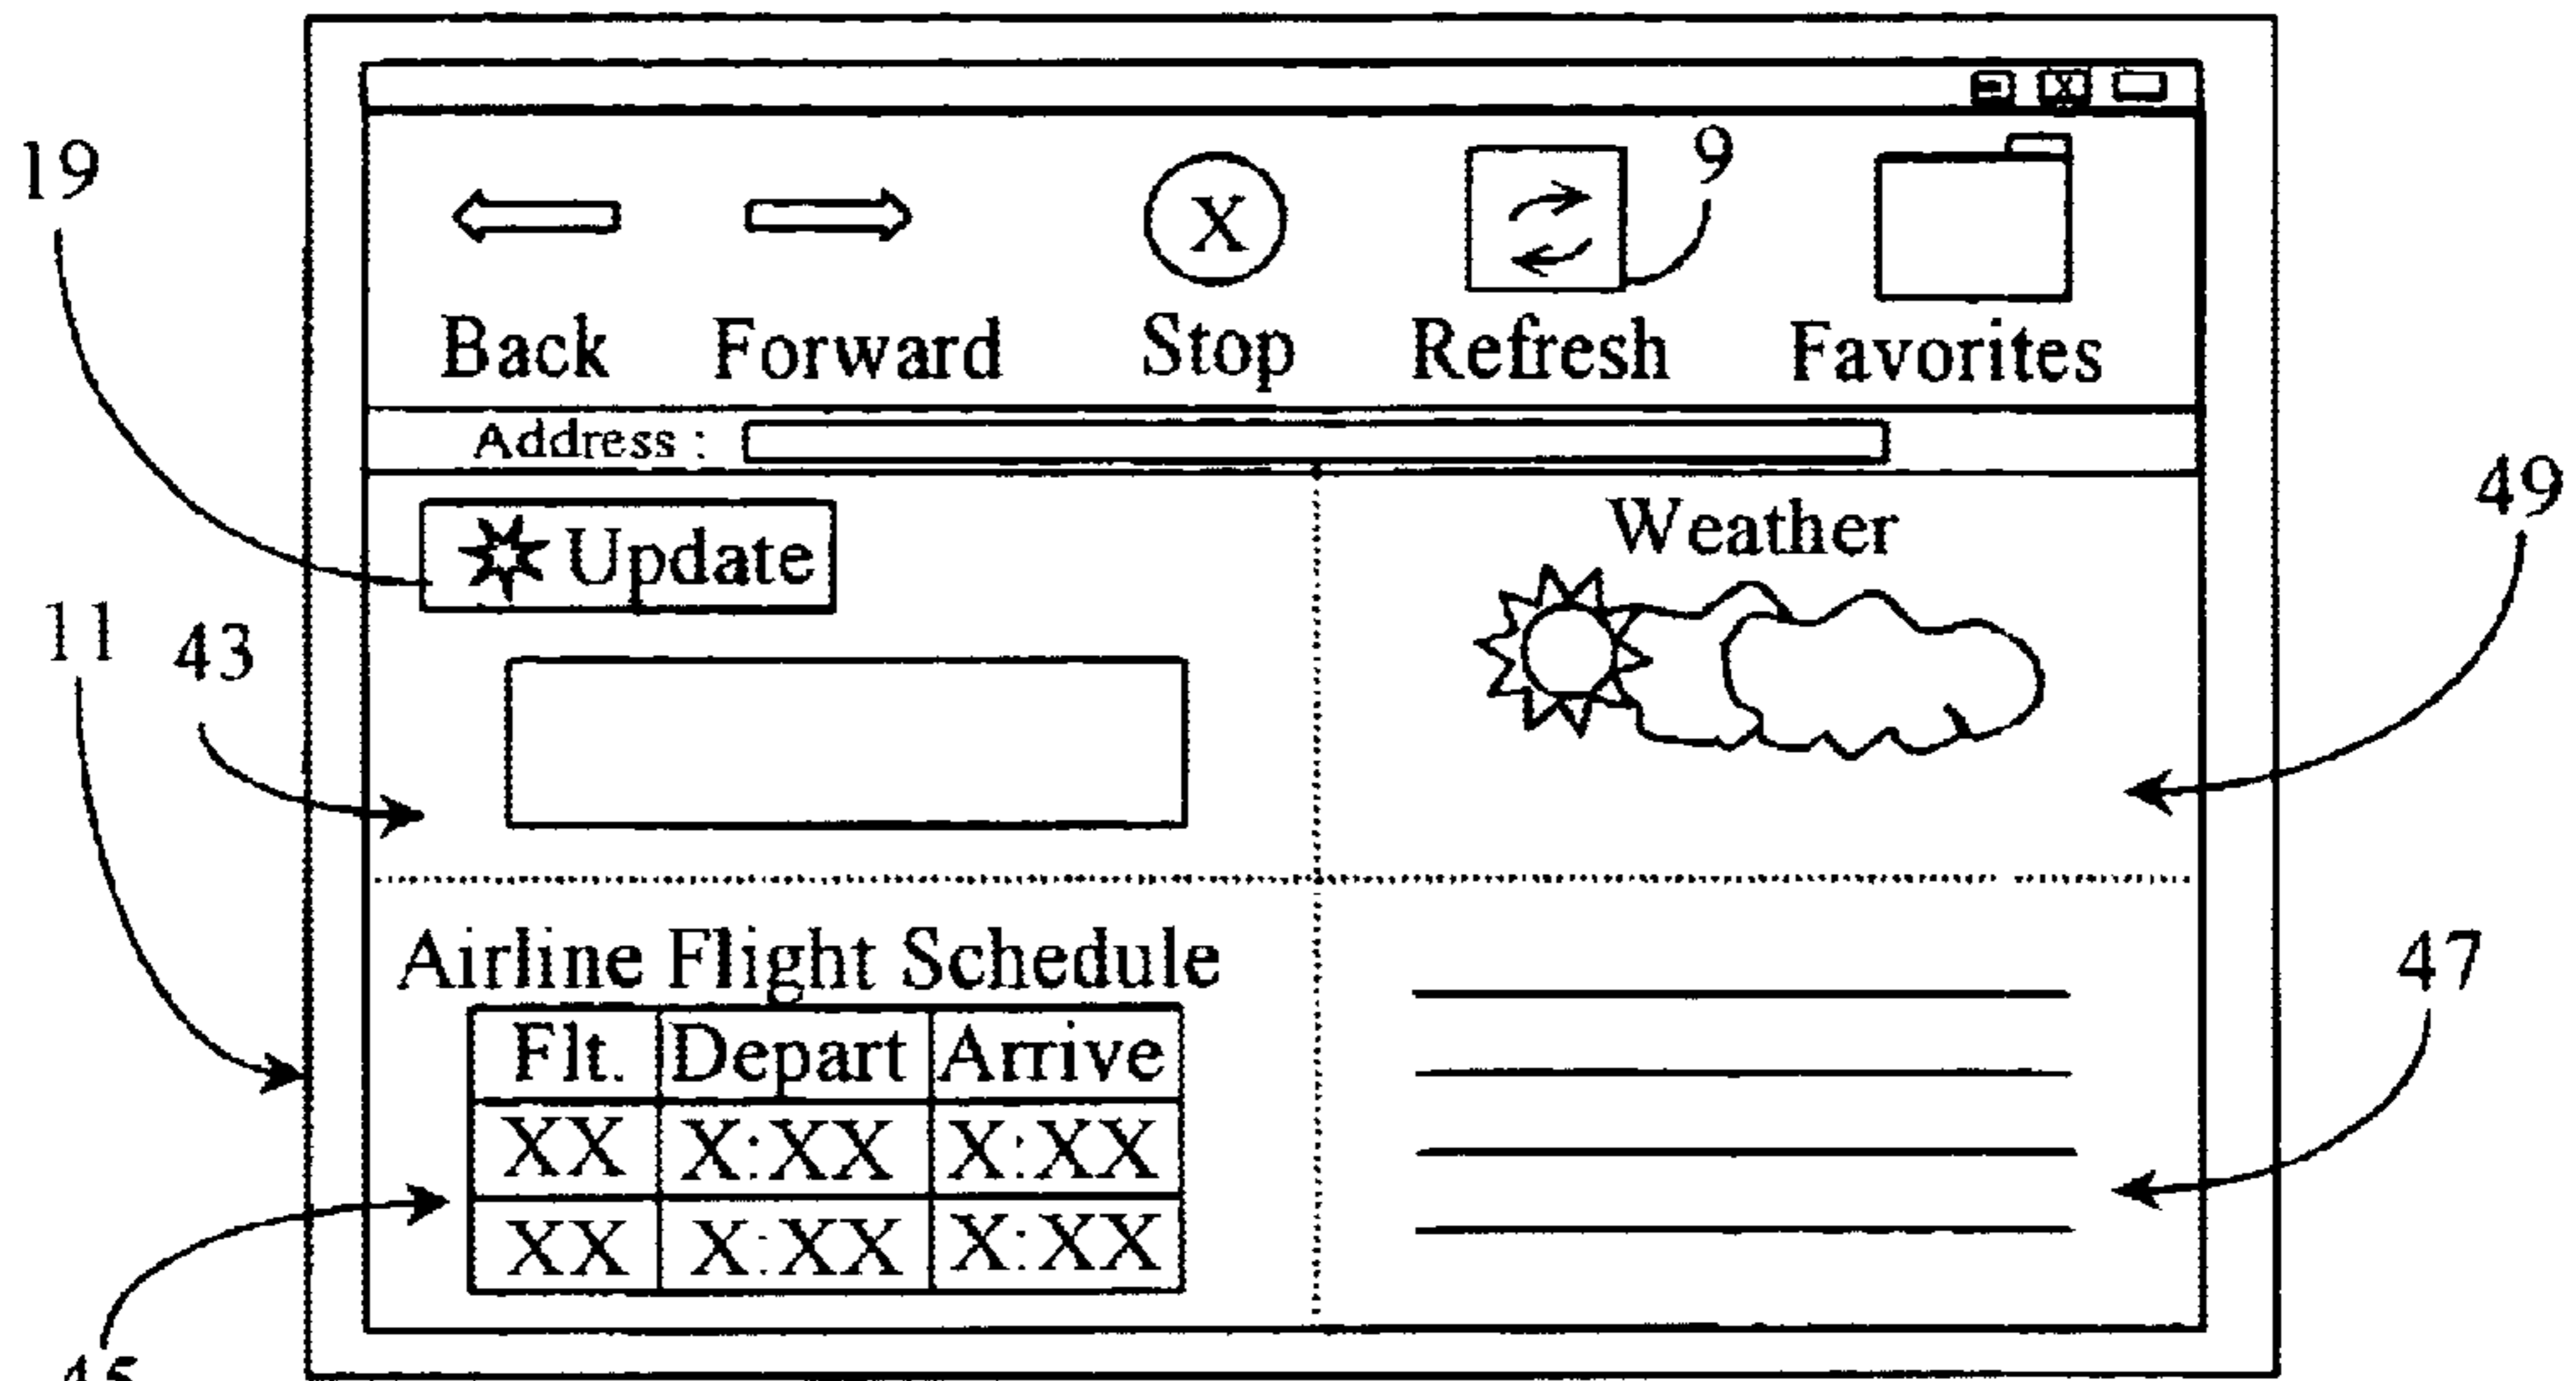 X
9
19
X
Back Forward Stop Refresh Favorites
Address :
49
Update
Weather
11 43
Airline Flight Schedule
47
Flt. Depart Arrive
XX X:XX X:XX
XX X:XX X:XX
45